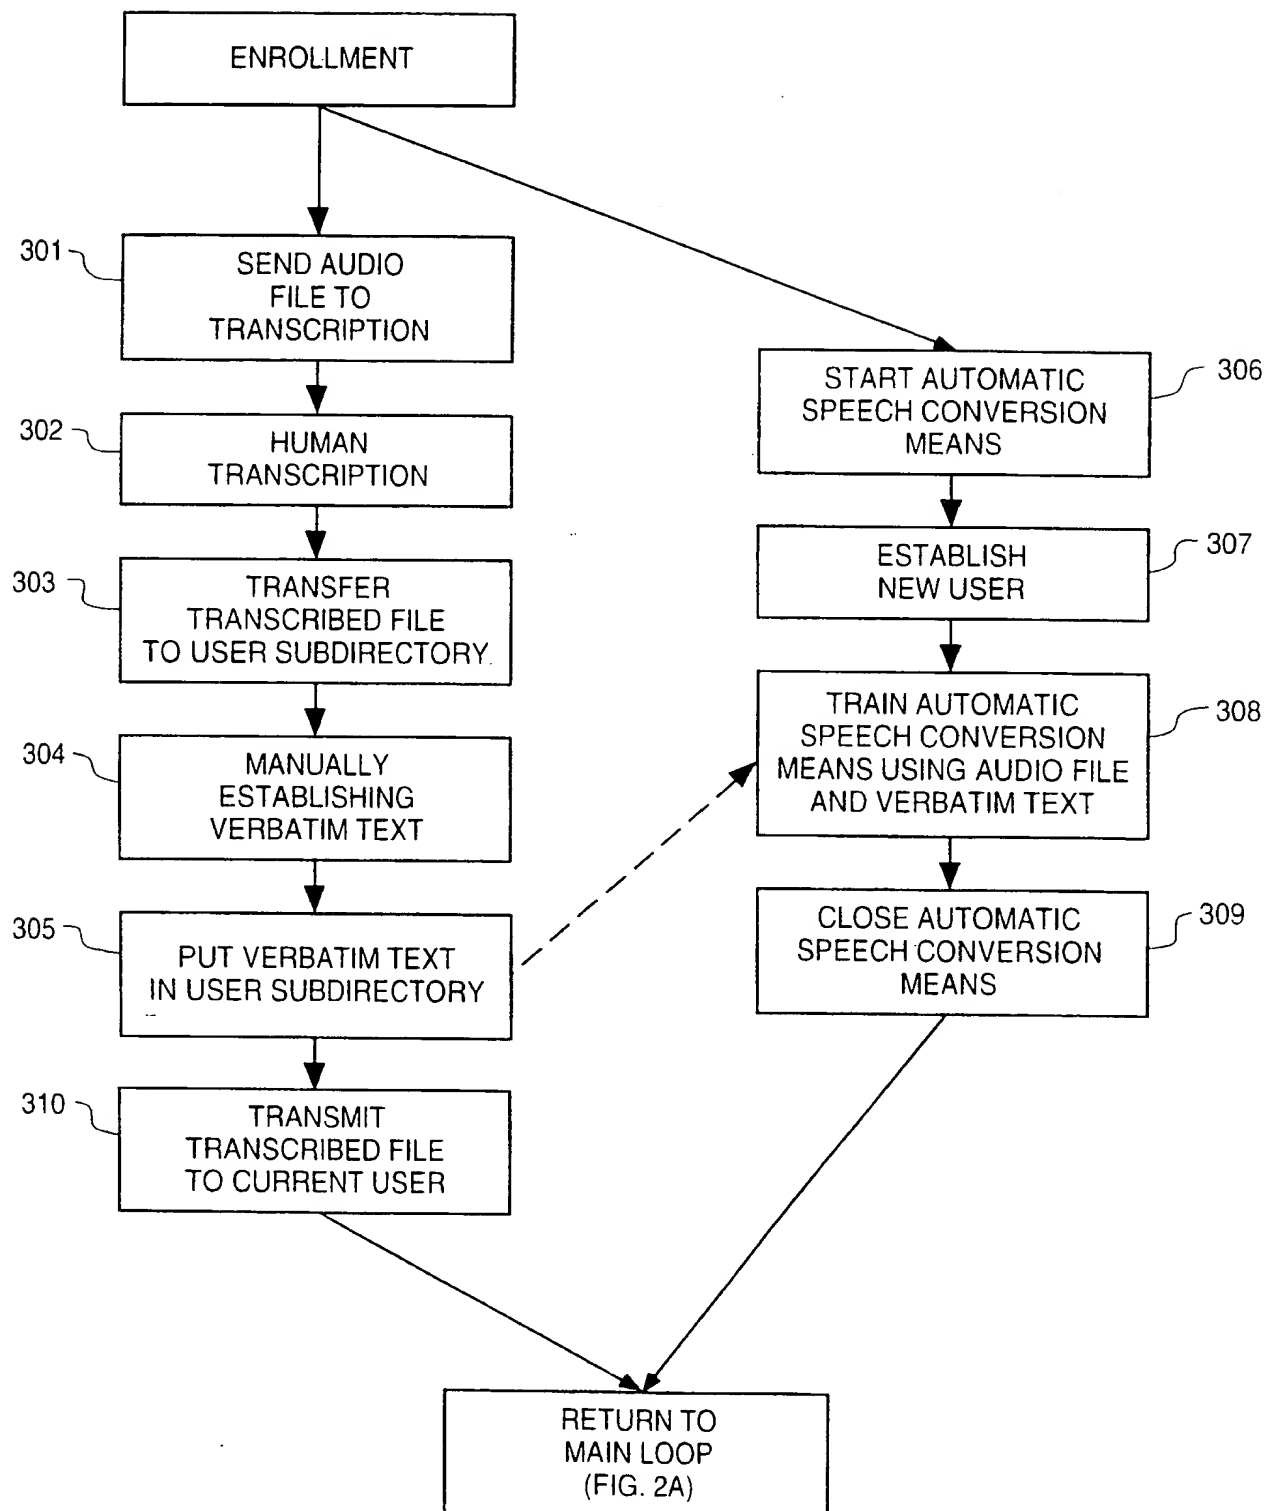 ENROLLMENT
301
SEND AUDIO
FILE TO
TRANSCRIPTION
302
HUMAN
TRANSCRIPTION
303
TRANSFER
TRANSCRIBED FILE
TO USER SUBDIRECTORY
304
MANUALLY
ESTABLISHING
VERBATIM TEXT
305
PUT VERBATIM TEXT
IN USER SUBDIRECTORY
310
TRANSMIT
TRANSCRIBED FILE
TO CURRENT USER
306
START AUTOMATIC
SPEECH CONVERSION
MEANS
307
ESTABLISH
NEW USER
308
TRAIN AUTOMATIC
SPEECH CONVERSION
MEANS USING AUDIO FILE
AND VERBATIM TEXT
309
CLOSE AUTOMATIC
SPEECH CONVERSION
MEANS
RETURN TO
MAIN LOOP
(FIG. 2A)